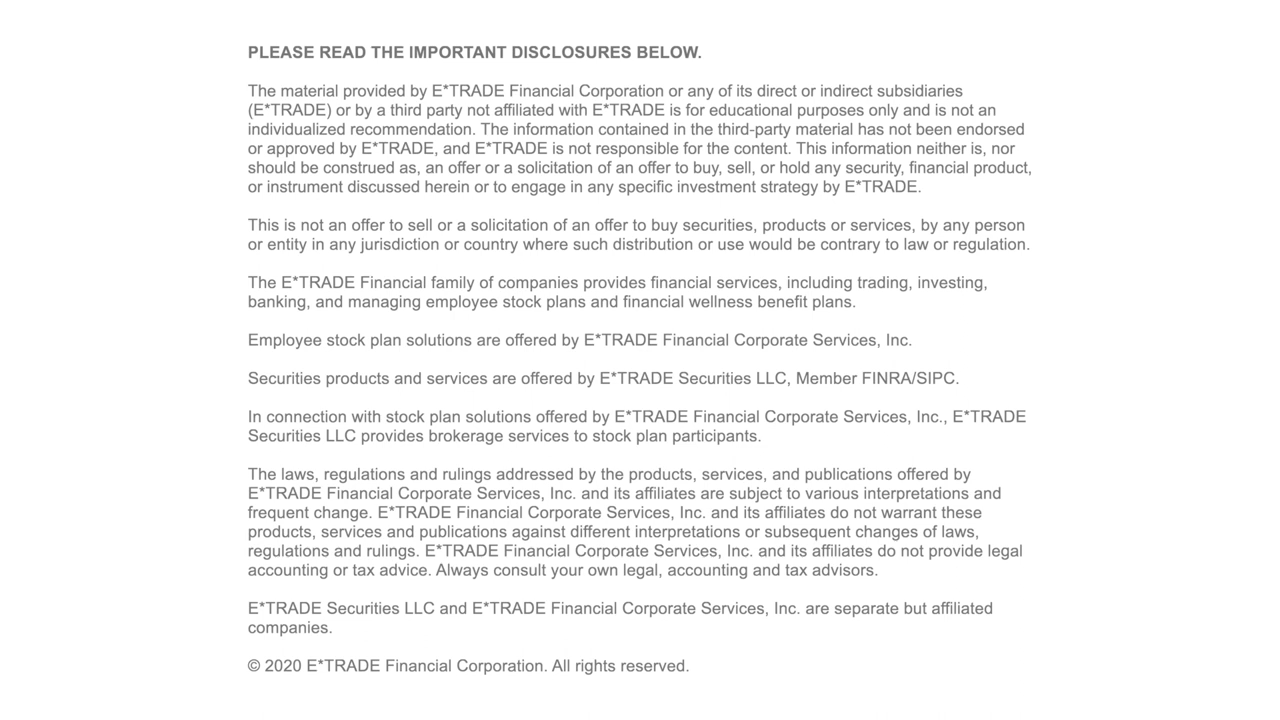 PLEASE READ THE IMPORTANT DISCLOSURES BELOW.
The material provided by E*TRADE Financial Corporation or any of its direct or indirect subsidiaries
(E*TRADE) or by a third party not affiliated with E*TRADE is for educational purposes only and is not an
individualized recommendation. The information contained in the third-party material has not been endorsed
or approved by E*TRADE, and E*TRADE is not responsible for the content. This information neither is, nor
should be construed as, an offer or a solicitation of an offer to buy, sell, or hold any security, financial product,
or instrument discussed herein or to engage in any specific investment strategy by E*TRADE.
This is not an offer to sell or a solicitation of an offer to buy securities, products or services, by any person
or entity in any jurisdiction or country where such distribution or use would be contrary to law or regulation.
The E*TRADE Financial family of companies provides financial services, including trading, investing,
banking, and managing employee stock plans and financial wellness benefit plans.
Employee stock plan solutions are offered by E*TRADE Financial Corporate Services, Inc.
Securities products and services are offered by E*TRADE Securities LLC, Member FINRA/SIPC.
In connection with stock plan solutions offered by E*TRADE Financial Corporate Services, Inc., E*TRADE
Securities LLC provides brokerage services to stock plan participants.
The laws, regulations and rulings addressed by the products, services, and publications offered by
E*TRADE Financial Corporate Services, Inc. and its affiliates are subject to various interpretations and
frequent change. E*TRADE Financial Corporate Services, Inc. and its affiliates do not warrant these
products, services and publications against different interpretations or subsequent changes of laws,
regulations and rulings. E*TRADE Financial Corporate Services, Inc. and its affiliates do not provide legal
accounting or tax advice. Always consult your own legal, accounting and tax advisors.
E*TRADE Securities LLC and E*TRADE Financial Corporate Services, Inc. are separate but affiliated
companies.
© 2020 E*TRADE Financial Corporation. All rights reserved.